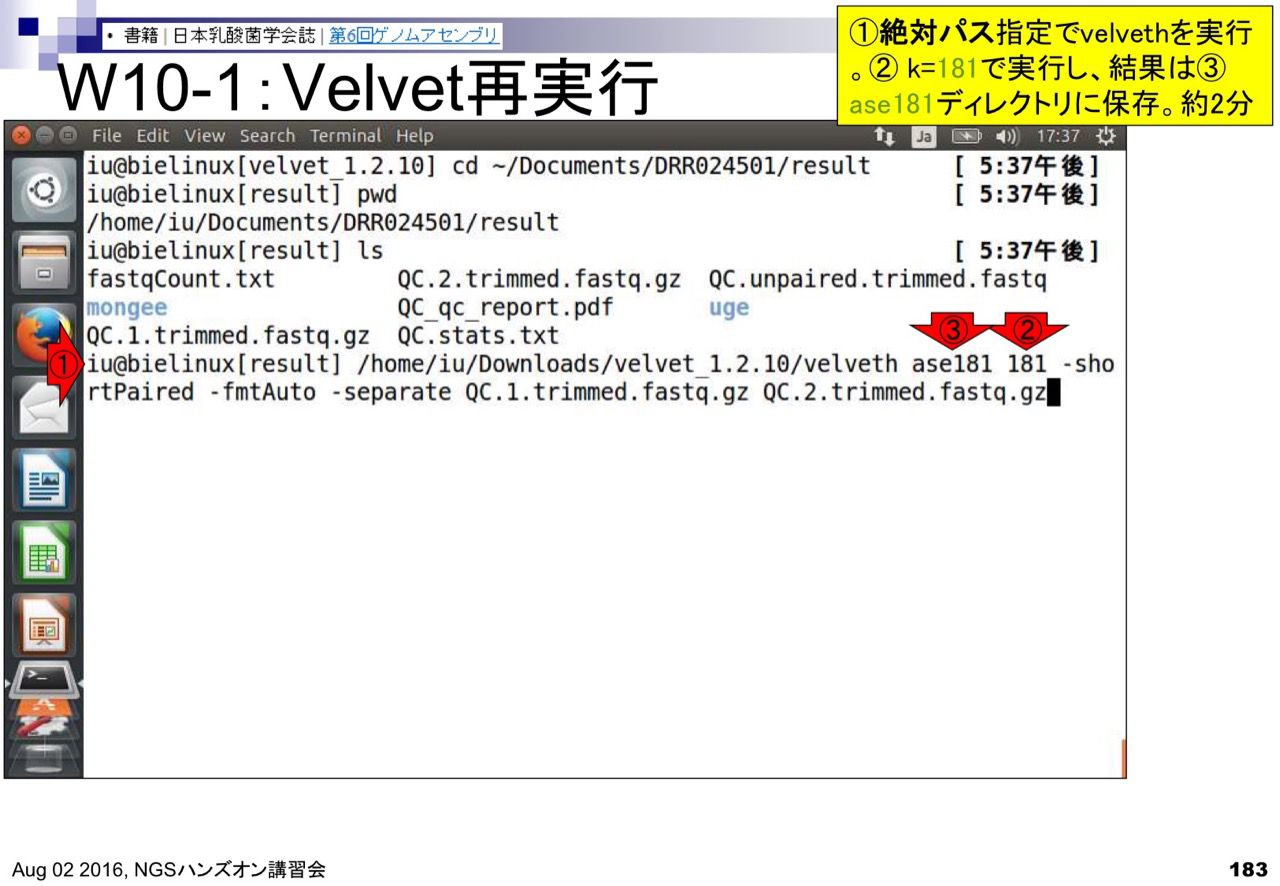 • 書籍 | 日本乳酸菌学会誌 | 第6回ゲノムアセンブリ
W10-1：Velvet再実行
①絶対パス指定でvelvethを実行
。② k=181で実行し、結果は③
ase181ディレクトリに保存。約2分
File Edit View Search Terminal Help
Ja 17:37
iu@bielinux[velvet_1.2.10] cd ~/Documents/DRR024501/result [ 5:37午後]
iu@bielinux[result] pwd [ 5:37午後]
/home/iu/Documents/DRR024501/result
iu@bielinux[result] ls [ 5:37午後]
fastqCount.txt QC.2.trimmed.fastq.gz QC.unpaired.trimmed.fastq
mongee QC_qc_report.pdf uge
QC.1.trimmed.fastq.gz QC.stats.txt
③ ②
① iu@bielinux[result] /home/iu/Downloads/velvet_1.2.10/velveth ase181 181 -sho
rtPaired -fmtAuto -separate QC.1.trimmed.fastq.gz QC.2.trimmed.fastq.gz
Aug 02 2016, NGSハンズオン講習会
183